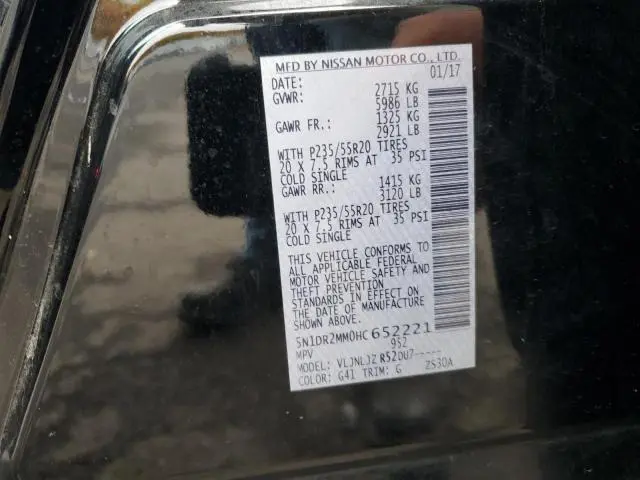 MFD BY NISSAN MOTOR CO., LTD.
DATE: 01/17
GVWR: 2715 KG
5986 LB
GAWR FR.: 1325 KG
2921 LB
WITH P235/55R20 TIRES
20 X 7.5 RIMS AT 35 PSI
COLD SINGLE
GAWR RR.: 1415 KG
3120 LB
WITH P235/55R20 TIRES
20 X 7.5 RIMS AT 35 PSI
COLD SINGLE
THIS VEHICLE CONFORMS TO
ALL APPLICABLE FEDERAL
MOTOR VEHICLE SAFETY AND
THEFT PREVENTION
STANDARDS IN EFFECT ON
THE DATE OF MANUFACTURE
SHOWN ABOVE.
5N1DR2MM0HC652221
MPV 952
MODEL: VLJNLJZ R520U7-----
COLOR: G41 TRIM: G ZS30A